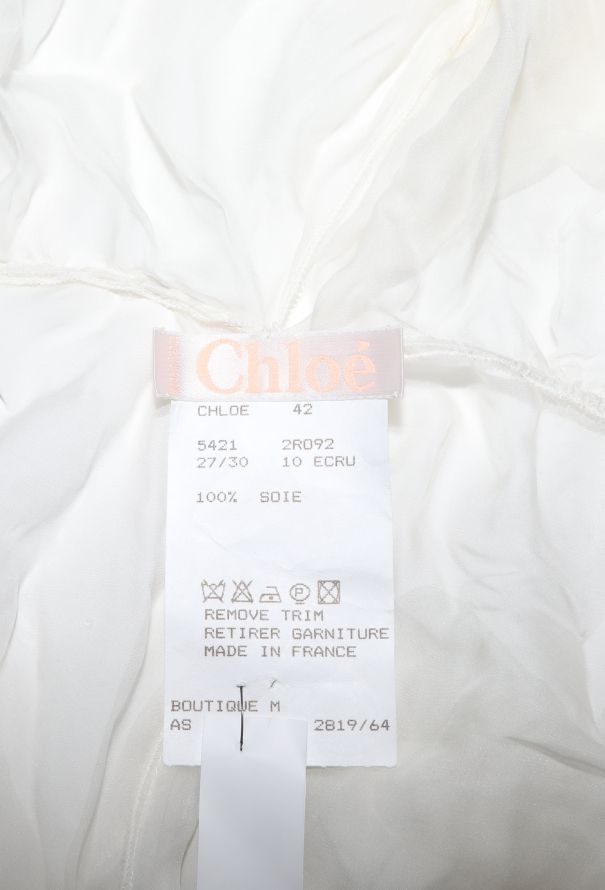 Chloé
CHLOE 42
5421 2R092
27/30 10 ECRU
100% SOIE
P
REMOVE TRIM
RETIRER GARNITURE
MADE IN FRANCE
BOUTIQUE M
AS 2819/64